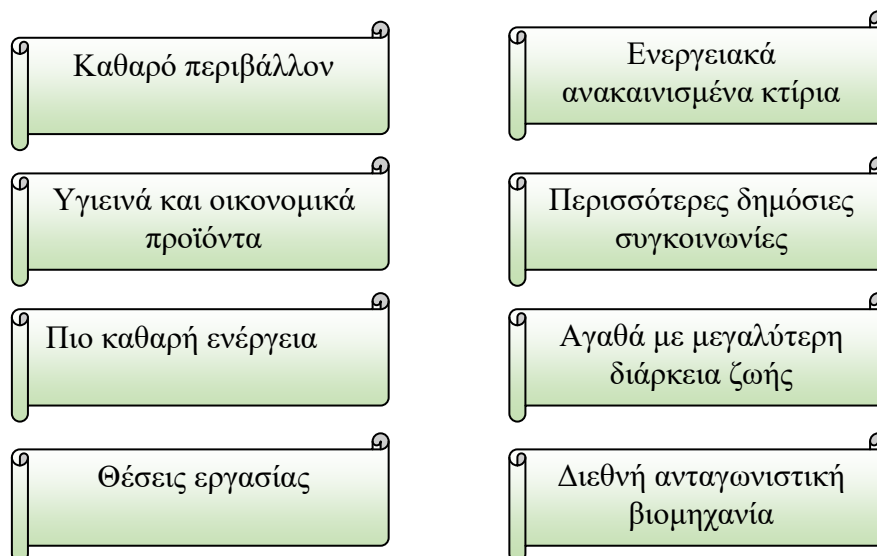 Καθαρό περιβάλλον
Ενεργειακά
ανακαινισμένα κτίρια
Υγιεινά και οικονομικά
προϊόντα
Περισσότερες δημόσιες
συγκοινωνίες
Πιο καθαρή ενέργεια
Αγαθά με μεγαλύτερη
διάρκεια ζωής
Θέσεις εργασίας
Διεθνή ανταγωνιστική
βιομηχανία